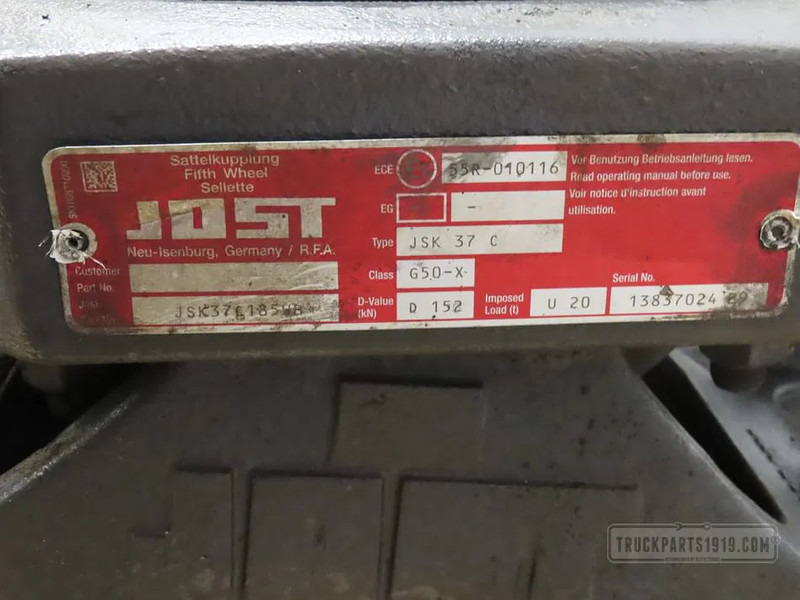 Sattelkupplung
Fifth Wheel
Sellette
JOST
Neu-Isenburg, Germany / R.F.A.
Customer
Part No.
JSK37C185WB
ECE 55R-010116
EG -
Type JSK 37 C
Class G50-X
D-Value (kN) D 152
Imposed Load (t) U 20
Serial No.
13837024
Vor Benutzung Betriebsanleitung lesen.
Read operating manual before use.
Voir notice d'instruction avant
utilisation.
TRUCKPARTS1919.COM